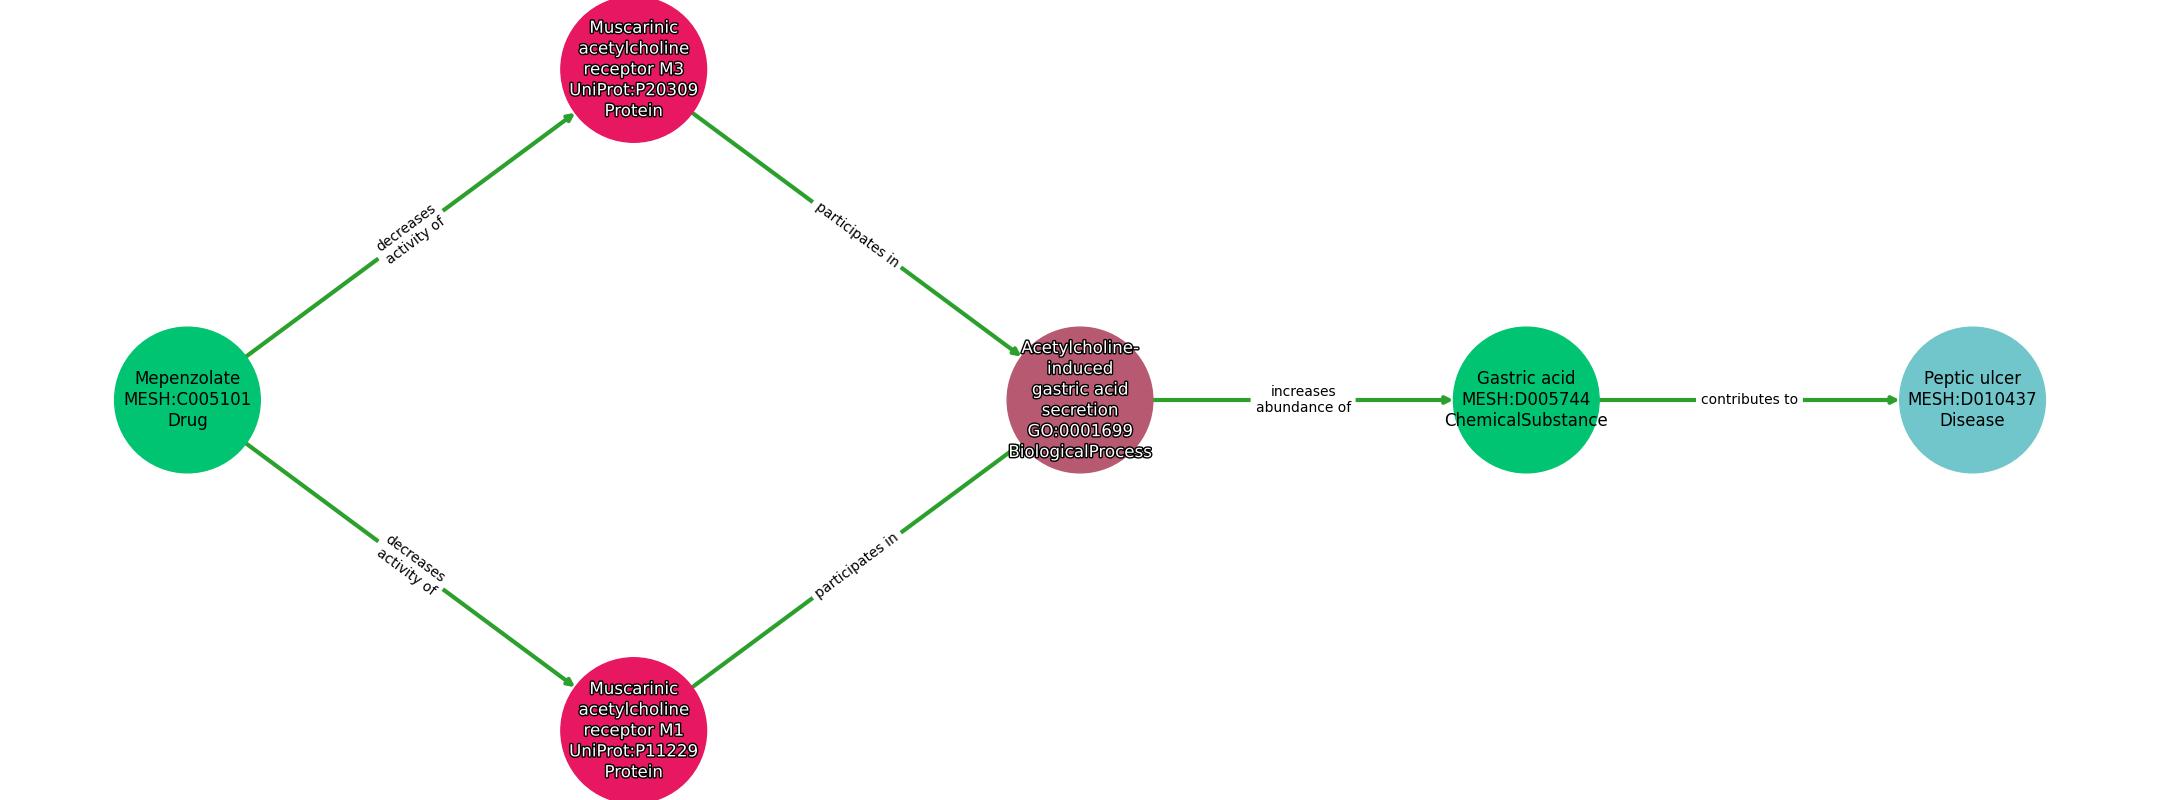 Muscarinic
acetylcholine
receptor M3
UniProt:P20309
Protein
decreases
activity of
participates in
Mepenzolate
MESH:C005101
Drug
Acetylcholine-
induced
gastric acid
secretion
GO:0001699
BiologicalProcess
increases
abundance of
Gastric acid
MESH:D005744
ChemicalSubstance
contributes to
Peptic ulcer
MESH:D010437
Disease
decreases
activity of
participates in
Muscarinic
acetylcholine
receptor M1
UniProt:P11229
Protein